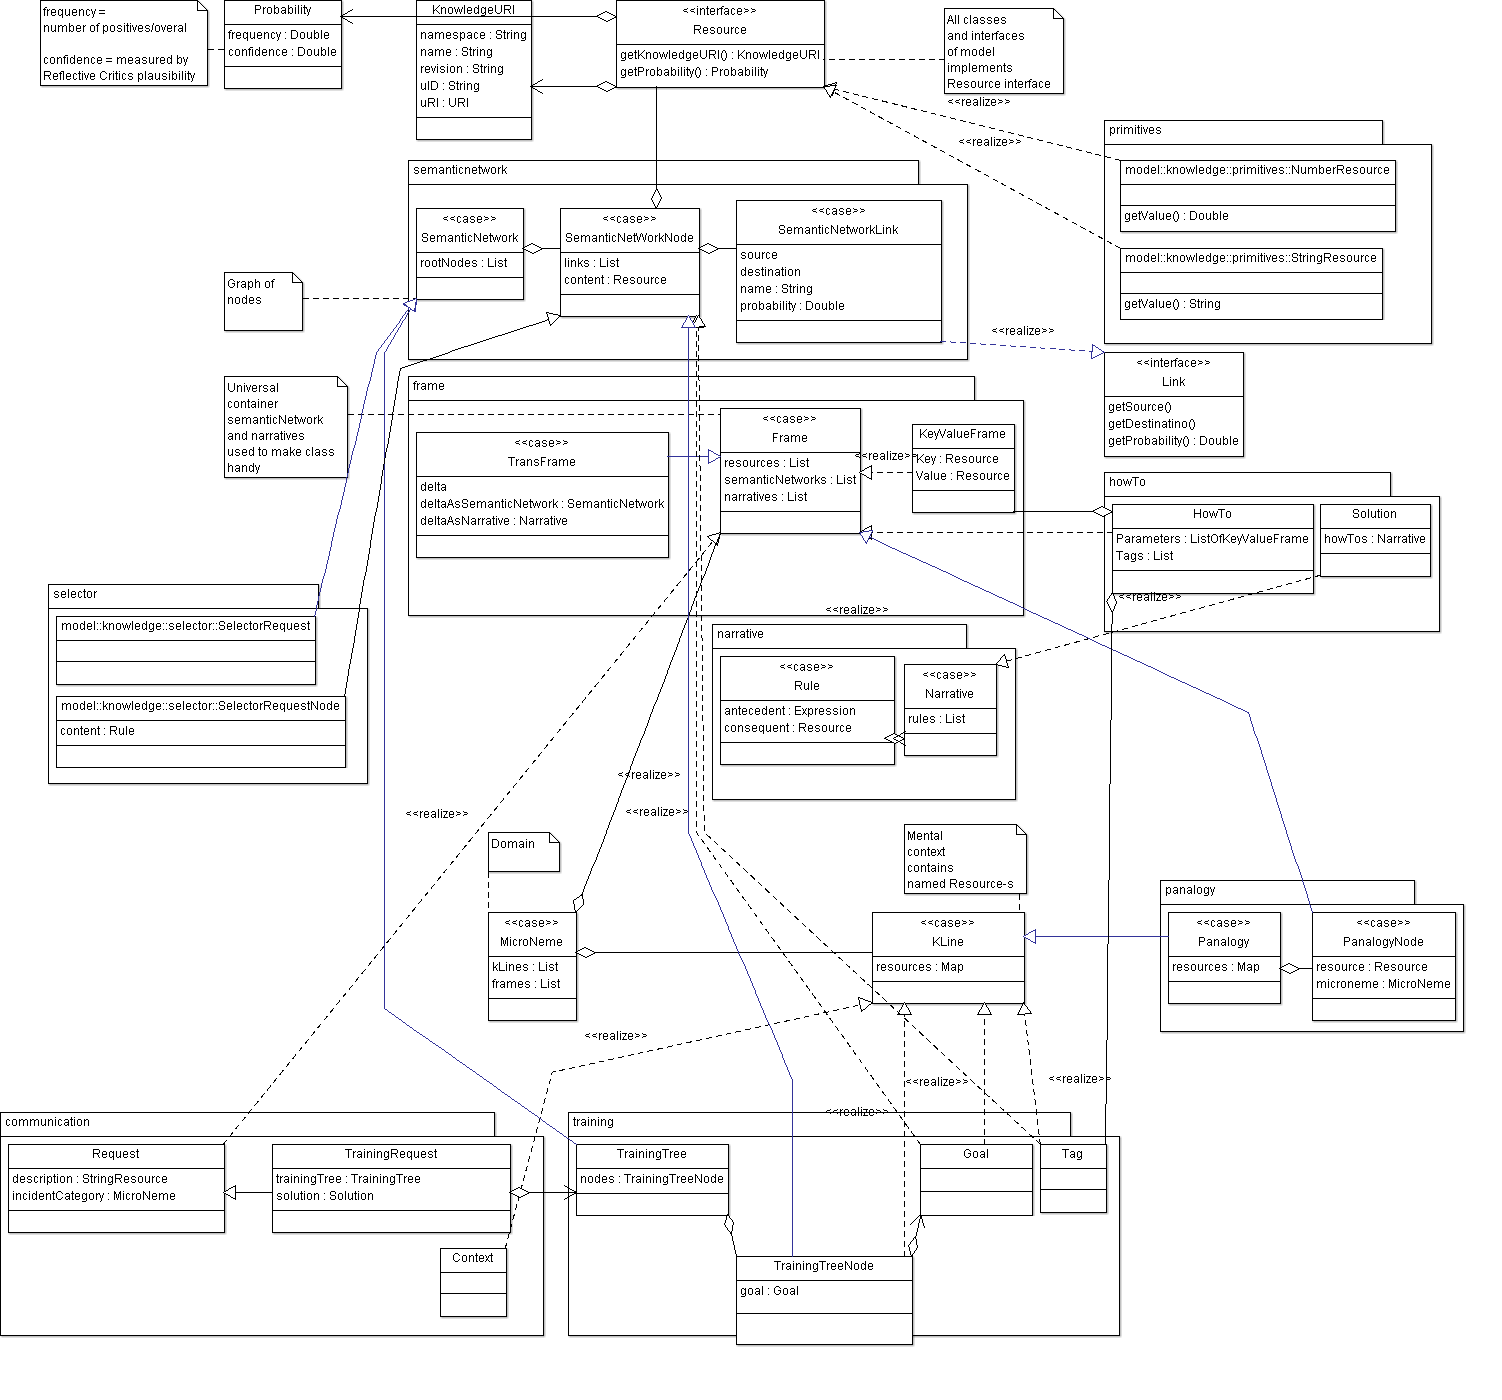 frequency =
number of positives/overal
confidence = measured by
Reflective Critics plausibility
Probability
frequency : Double
confidence : Double
KnowledgeURI
namespace : String
name : String
revision : String
uID : String
uRI : URI
<<interface>>
Resource
getKnowledgeURI() : KnowledgeURI
getProbability() : Probability
All classes
and interfaces
of model
implements
Resource interface
<<realize>>
<<realize>>
primitives
model::knowledge::primitives::NumberResource
getValue() : Double
model::knowledge::primitives::StringResource
getValue() : String
semanticnetwork
<<case>>
SemanticNetwork
rootNodes : List
<<case>>
SemanticNetWorkNode
links : List
content : Resource
<<case>>
SemanticNetworkLink
source
destination
name : String
probability : Double
Graph of
nodes
<<realize>>
<<interface>>
Link
getSource()
getDestinatino()
getProbability() : Double
Universal
container
semanticNetwork
and narratives
used to make class
handy
frame
<<case>>
TransFrame
delta
deltaAsSemanticNetwork : SemanticNetwork
deltaAsNarrative : Narrative
<<case>>
Frame
resources : List
semanticNetworks : List
narratives : List
<<realize>>
KeyValueFrame
Key : Resource
Value : Resource
<<realize>>
howTo
HowTo
Parameters : ListOfKeyValueFrame
Tags : List
Solution
howTos : Narrative
<<realize>>
selector
model::knowledge::selector::SelectorRequest
model::knowledge::selector::SelectorRequestNode
content : Rule
narrative
<<case>>
Rule
antecedent : Expression
consequent : Resource
<<case>>
Narrative
rules : List
<<realize>>
<<realize>>
<<realize>>
Domain
Mental
context
contains
named Resource-s
<<case>>
MicroNeme
kLines : List
frames : List
<<case>>
KLine
resources : Map
panalogy
<<case>>
Panalogy
resources : Map
<<case>>
PanalogyNode
resource : Resource
microneme : MicroNeme
<<realize>>
<<realize>>
<<realize>>
<<realize>>
communication
Request
description : StringResource
incidentCategory : MicroNeme
TrainingRequest
trainingTree : TrainingTree
solution : Solution
Context
training
TrainingTree
nodes : TrainingTreeNode
Goal
Tag
TrainingTreeNode
goal : Goal